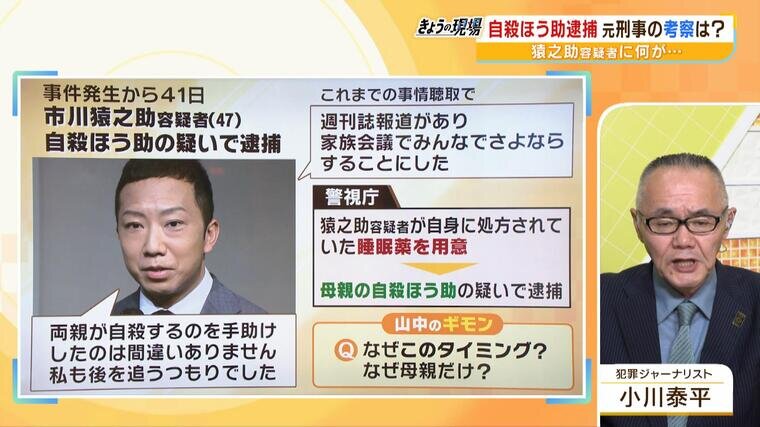 きょうの現場
自殺ほう助逮捕 元刑事の考察は?
猿之助容疑者に何が…
事件発生から41日
市川猿之助容疑者(47)
自殺ほう助の疑いで逮捕
両親が自殺するのを手助け
したのは間違いありません
私も後を追うつもりでした
これまでの事情聴取で
週刊誌報道があり
家族会議でみんなでさよなら
することにした
警視庁
猿之助容疑者が自身に処方されて
いた睡眠薬を用意
母親の自殺ほう助の疑いで逮捕
山中のギモン
Q なぜこのタイミング?
なぜ母親だけ?
犯罪ジャーナリスト
小川泰平